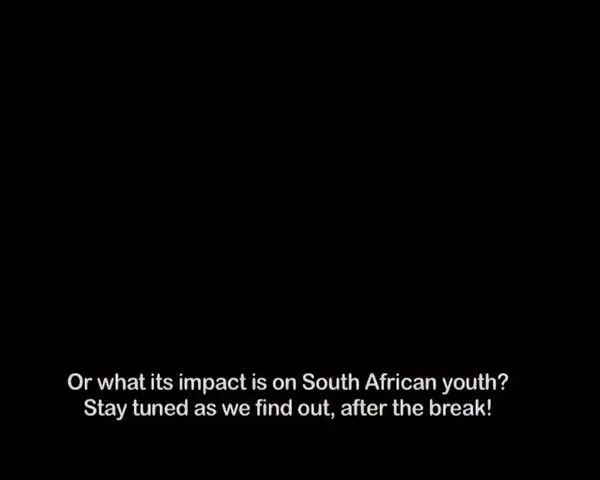 Or what its impact is on South African youth?
Stay tuned as we find out, after the break!